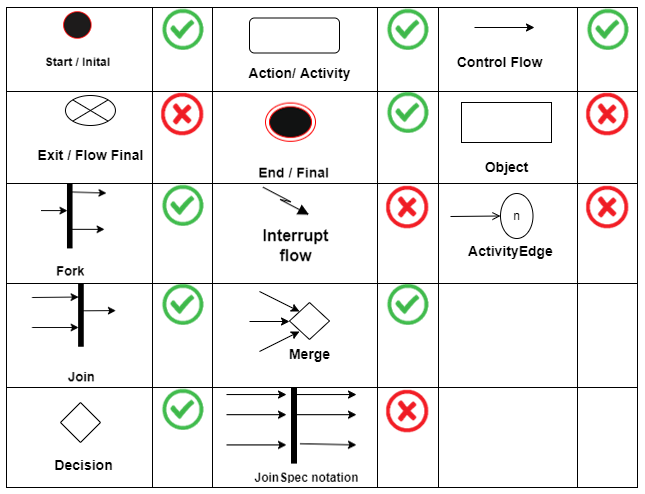 Start / Inital
Action/ Activity
Control Flow
Exit / Flow Final
End / Final
Object
Fork
Interrupt
flow
n
ActivityEdge
Join
Merge
Decision
JoinSpec notation